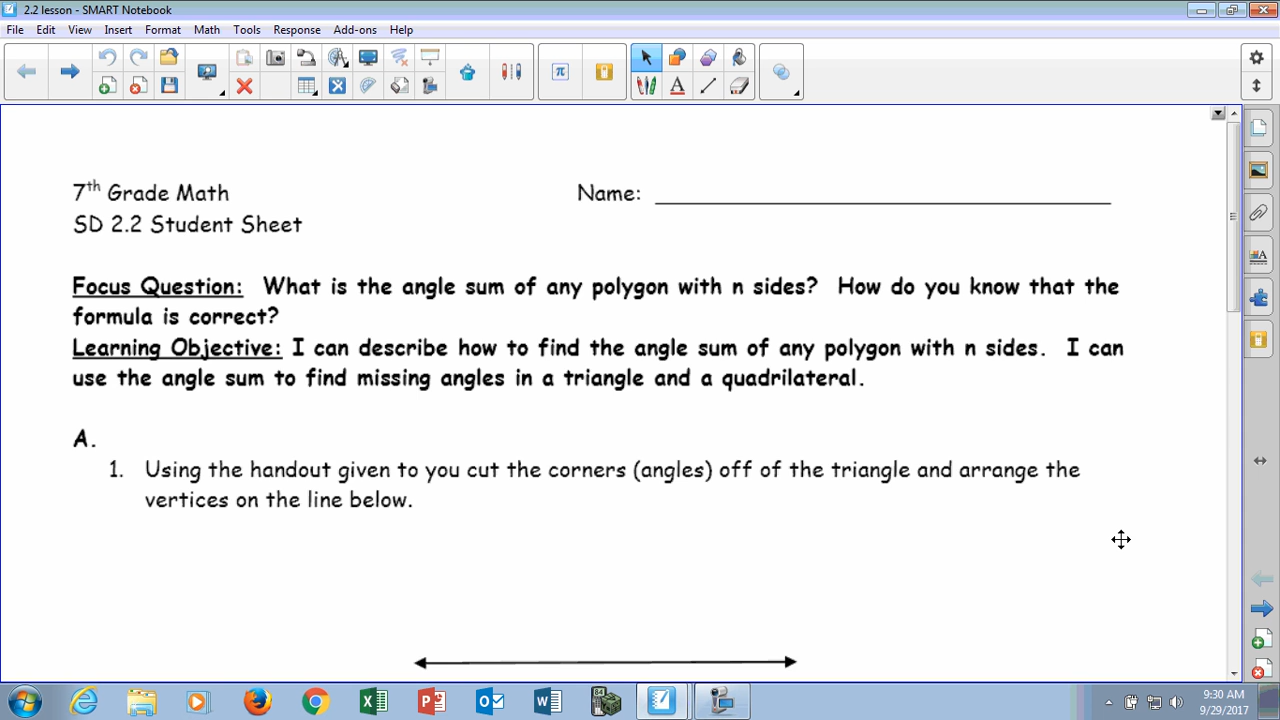 2.2 lesson - SMART Notebook
File Edit View Insert Format Math Tools Response Add-ons Help
7th Grade Math
Name: ____________________
SD 2.2 Student Sheet
Focus Question: What is the angle sum of any polygon with n sides? How do you know that the
formula is correct?
Learning Objective: I can describe how to find the angle sum of any polygon with n sides. I can
use the angle sum to find missing angles in a triangle and a quadrilateral.
A.
1. Using the handout given to you cut the corners (angles) off of the triangle and arrange the
vertices on the line below.
9:30 AM
9/29/2017